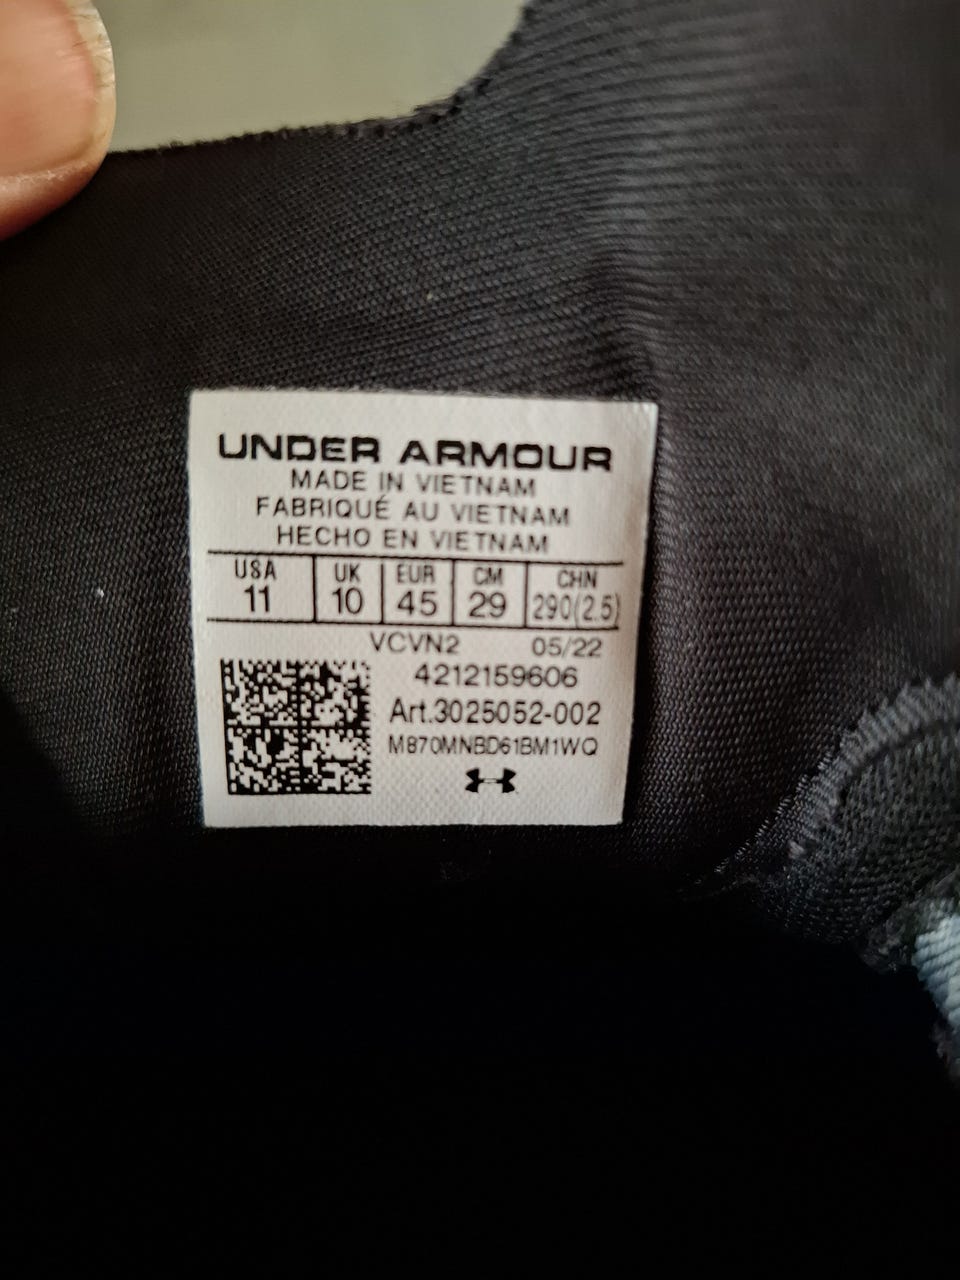 UNDER ARMOUR
MADE IN VIETNAM
FABRIQUÉ AU VIETNAM
HECHO EN VIETNAM
USA UK EUR CM CHN
11 10 45 29 290(2.5)
VCVN2 05/22
4212159606
Art.3025052-002
M870MNBD61BM1WQ